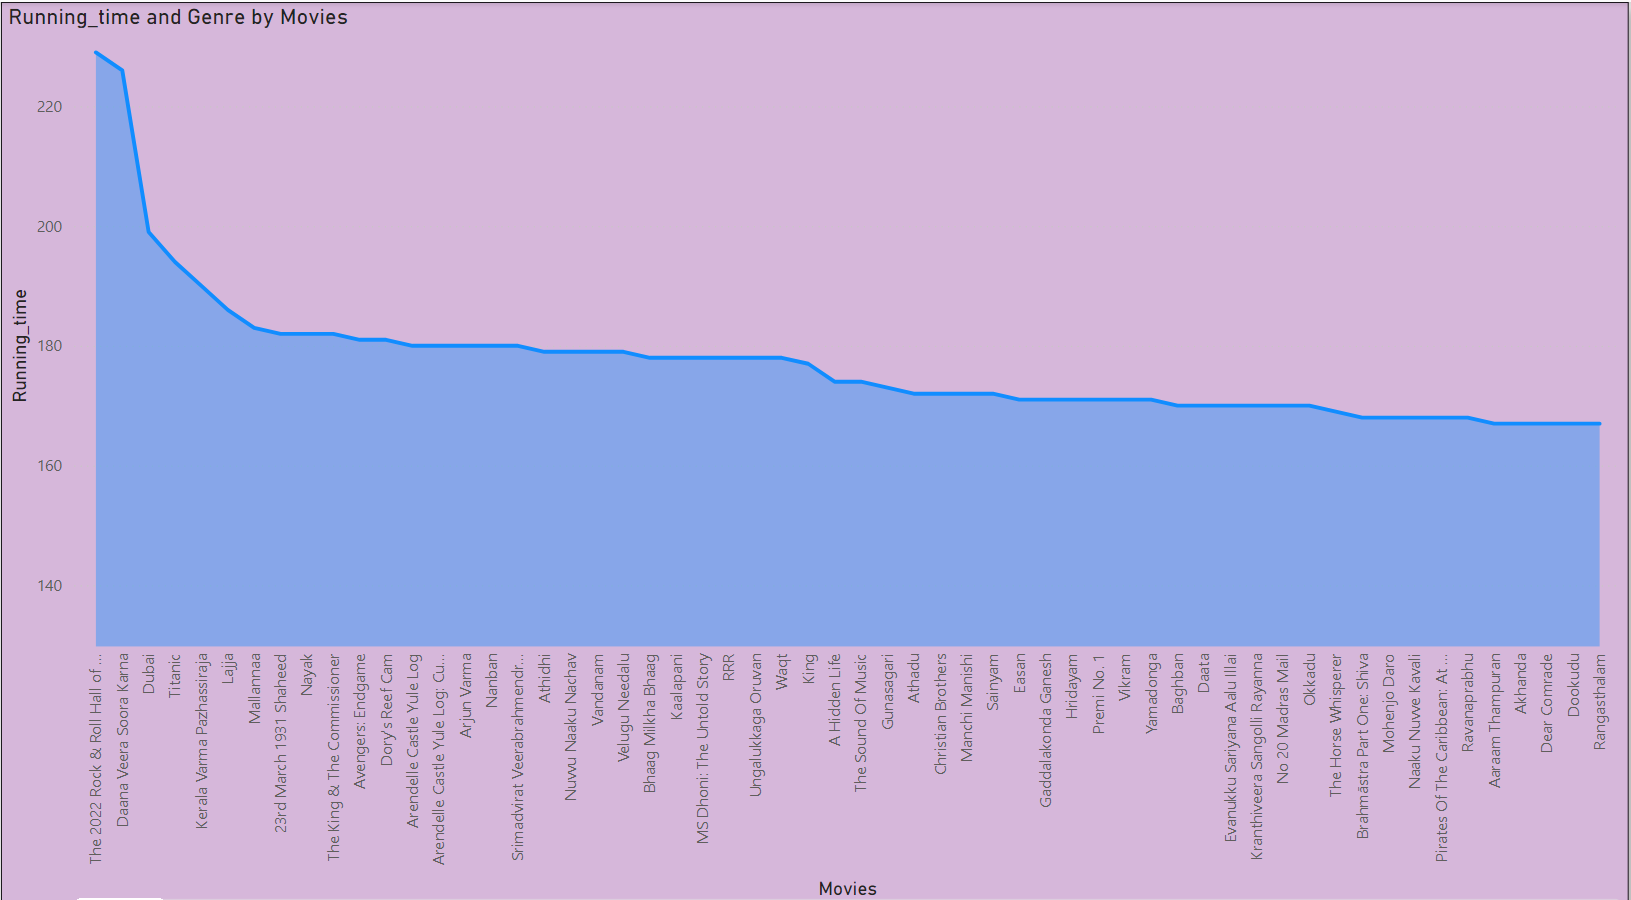 Running_time and Genre by Movies
220
200
180
160
140
Running_time
The 2022 Rock & Roll Hall of ...
Daana Veera Soora Karna
Dubai
Titanic
Kerala Varma Pazhassiraja
Lajja
Mallannaa
23rd March 1931 Shaheed
Nayak
The King & The Commissioner
Avengers: Endgame
Dory's Reef Cam
Arendelle Castle Yule Log
Arendelle Castle Yule Log: Cu...
Arjun Varma
Nanban
Srimadvirat Veerabrahmendr...
Athidhi
Nuvvu Naaku Nachav
Vandanam
Velugu Needalu
Bhaag Milkha Bhaag
Kaalapani
MS Dhoni: The Untold Story
RRR
Ungalukkaga Oruvan
Waqt
King
A Hidden Life
The Sound Of Music
Gunasagari
Athadu
Christian Brothers
Manchi Manishi
Sainyam
Easan
Gaddalakonda Ganesh
Hridayam
Premi No. 1
Vikram
Yamadonga
Baghban
Daata
Evanukku Sariyana Aalu Illai
Kranthiveera Sangolli Rayanna
No 20 Madras Mail
Okkadu
The Horse Whisperer
Brahmāstra Part One: Shiva
Mohenjo Daro
Naaku Nuvve Kavali
Pirates Of The Caribbean: At ...
Ravanaprabhu
Aaraam Thampuran
Akhanda
Dear Comrade
Dookudu
Rangasthalam
Movies